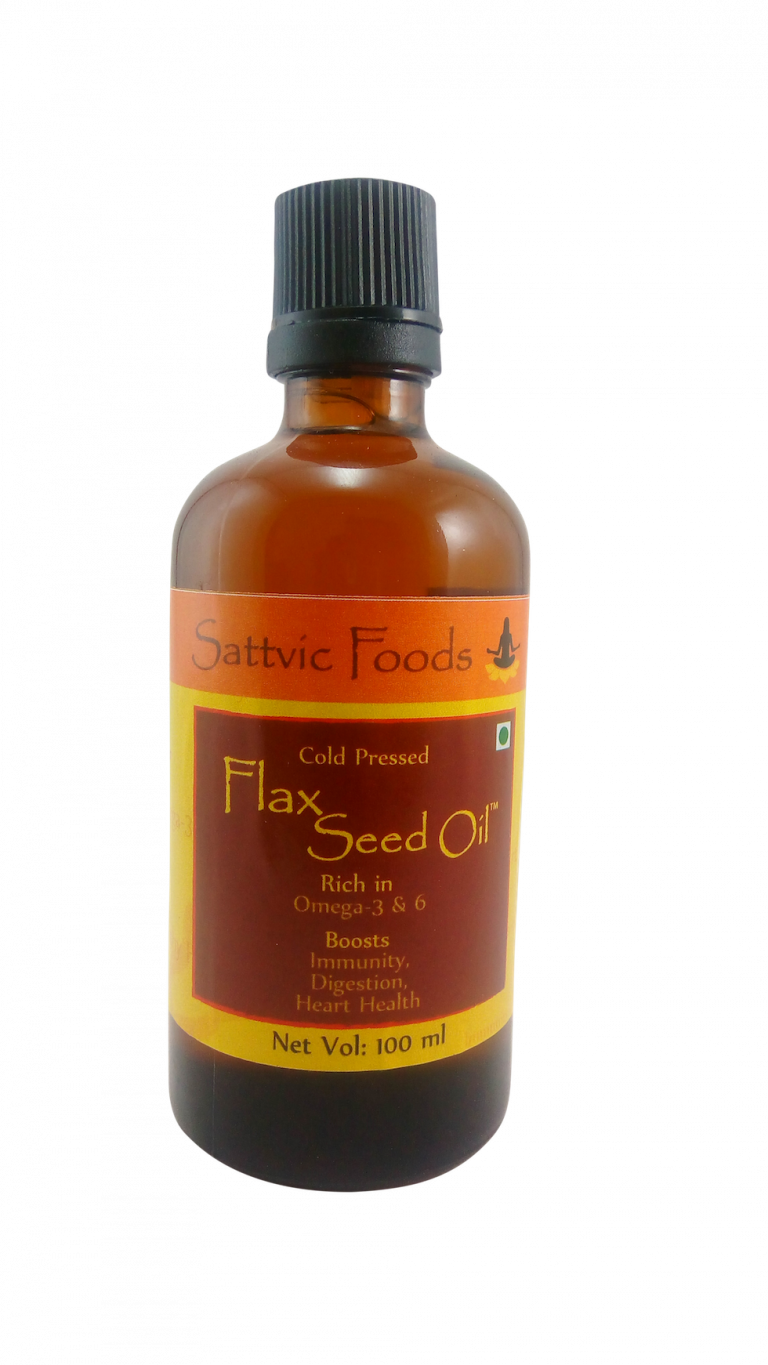 Sattvic Foods
Cold Pressed
Flax
Seed Oil™
Rich in
Omega-3 & 6
Boosts
Immunity,
Digestion,
Heart Health
Net Vol: 100 ml